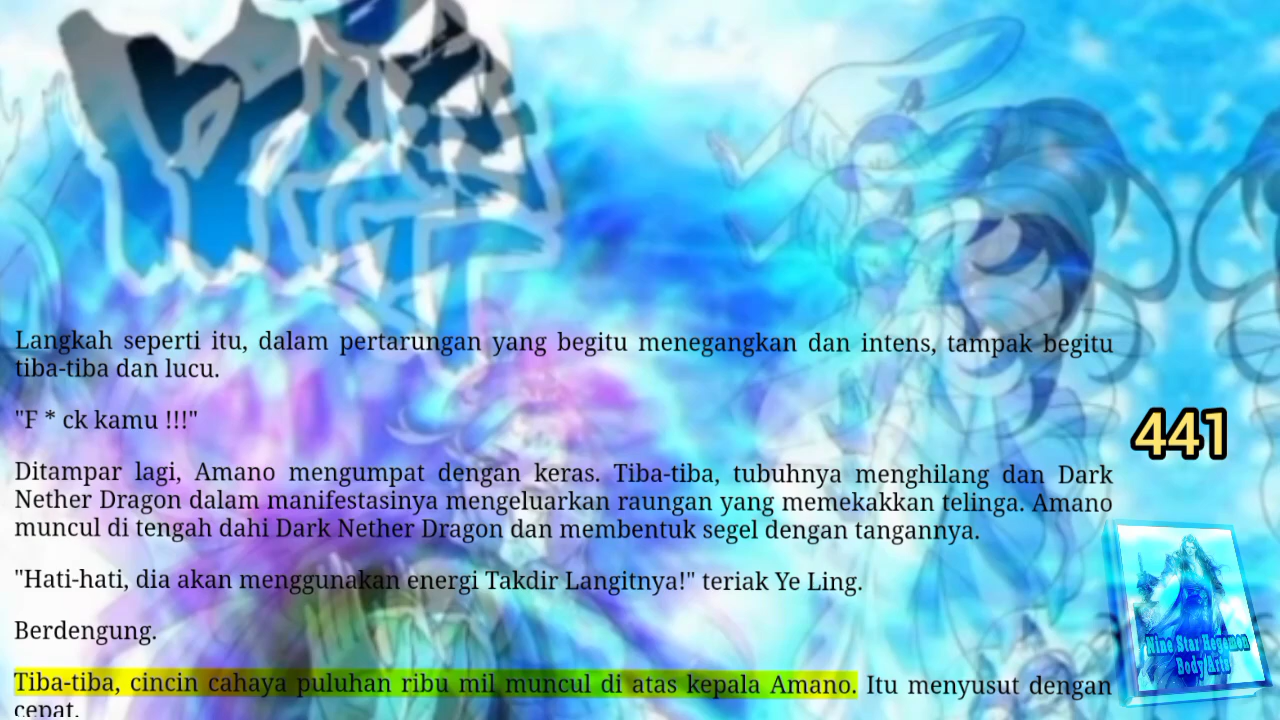 Langkah seperti itu, dalam pertarungan yang begitu menegangkan dan intens, tampak begitu
tiba-tiba dan lucu.
"F * ck kamu !!!"
Ditampar lagi, Amano mengumpat dengan keras. Tiba-tiba, tubuhnya menghilang dan Dark
Nether Dragon dalam manifestasinya mengeluarkan raungan yang memekakkan telinga. Amano
muncul di tengah dahi Dark Nether Dragon dan membentuk segel dengan tangannya.
"Hati-hati, dia akan menggunakan energi Takdir Langitnya!" teriak Ye Ling.
Berdengung.
Tiba-tiba, cincin cahaya puluhan ribu mil muncul di atas kepala Amano. Itu menyusut dengan
cepat.
441
Nine Star Hegemon
Body Arts